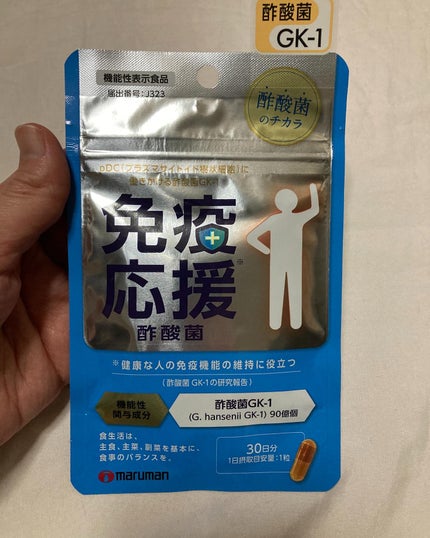 酢酸菌
GK-1
機能性表示食品
届出番号:J323
酢酸菌
のチカラ
pDC(プラズマサイトイド樹状細胞)に
働きかける酢酸菌GK-1
免疫
応援※
酢酸菌
※健康な人の免疫機能の維持に役立つ
(酢酸菌GK-1の研究報告)
機能性
関与成分
酢酸菌GK-1
(G. hansenii GK-1) 90億個
食生活は、
主食、主菜、副菜を基本に、
食事のバランスを。
30日分
1日摂取目安量:1粒
maruman